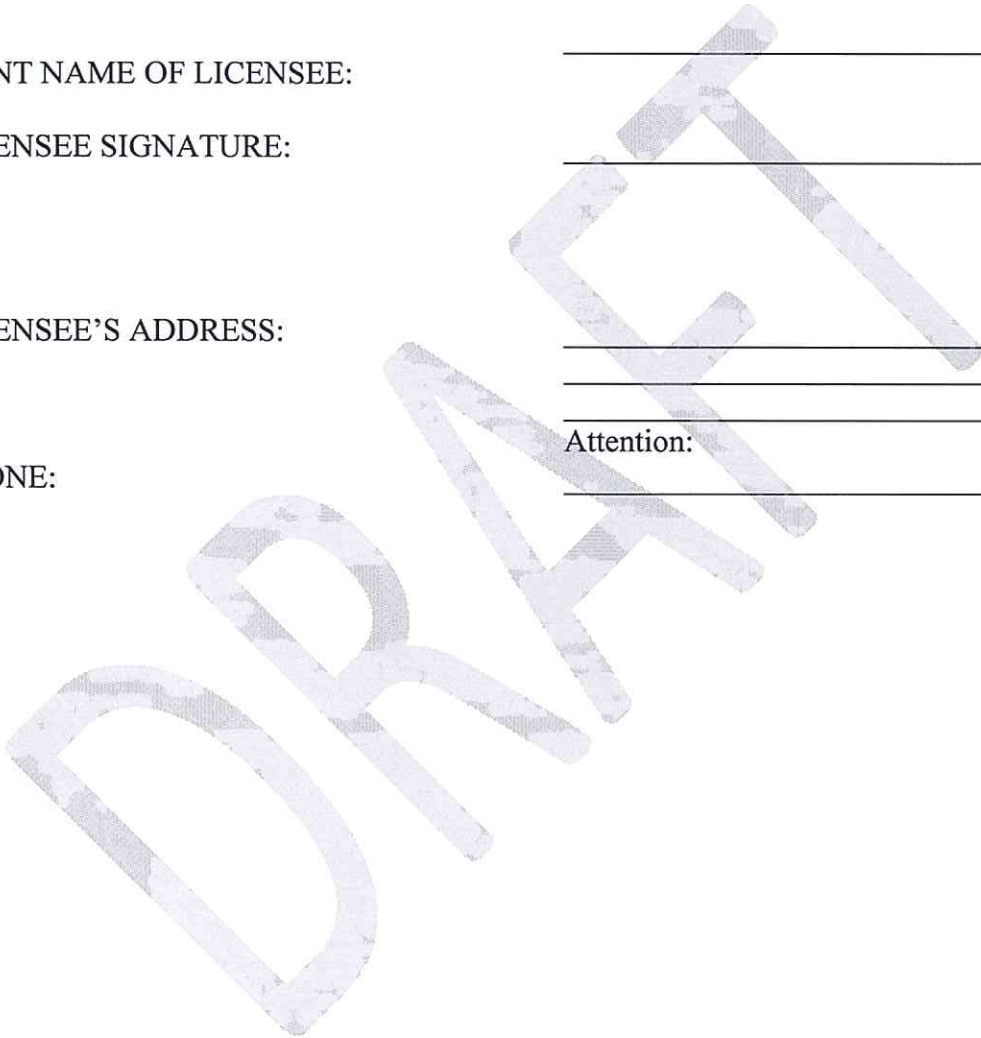 NT NAME OF LICENSEE:
ENSEE SIGNATURE:
ENSEE'S ADDRESS:
Attention:
ONE:
DRAFT